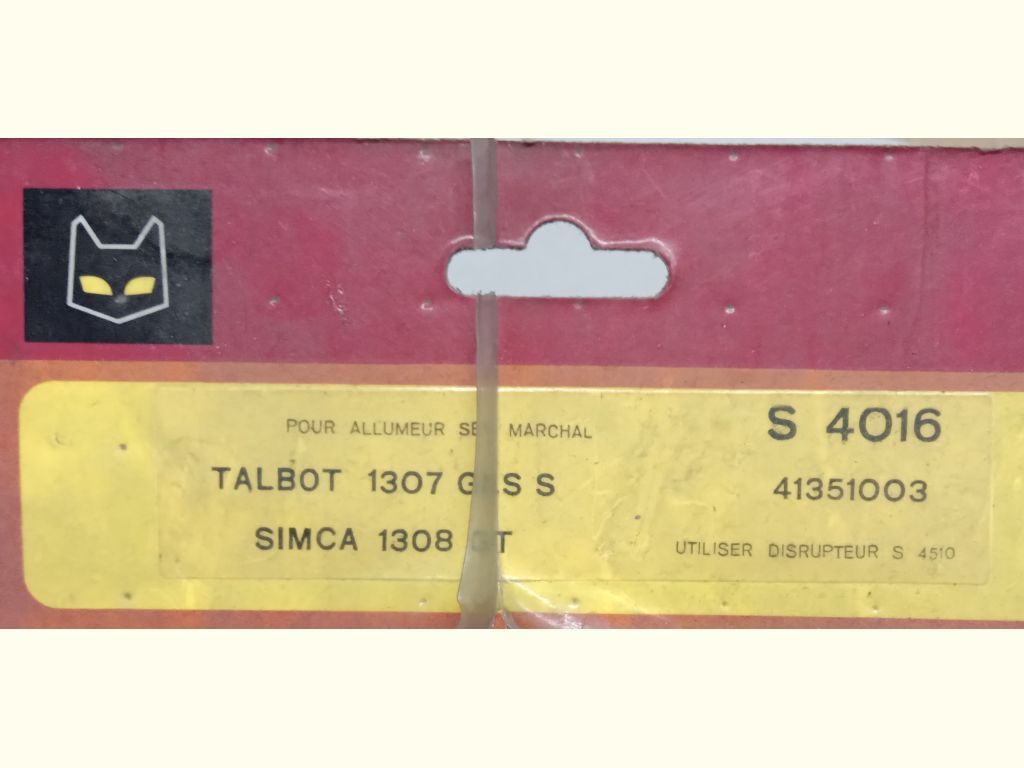 POUR ALLUMEUR MARCHAL
TALBOT 1307 S
SIMCA 1308
S 4016
41351003
UTILISER DISRUPTEUR S 4510